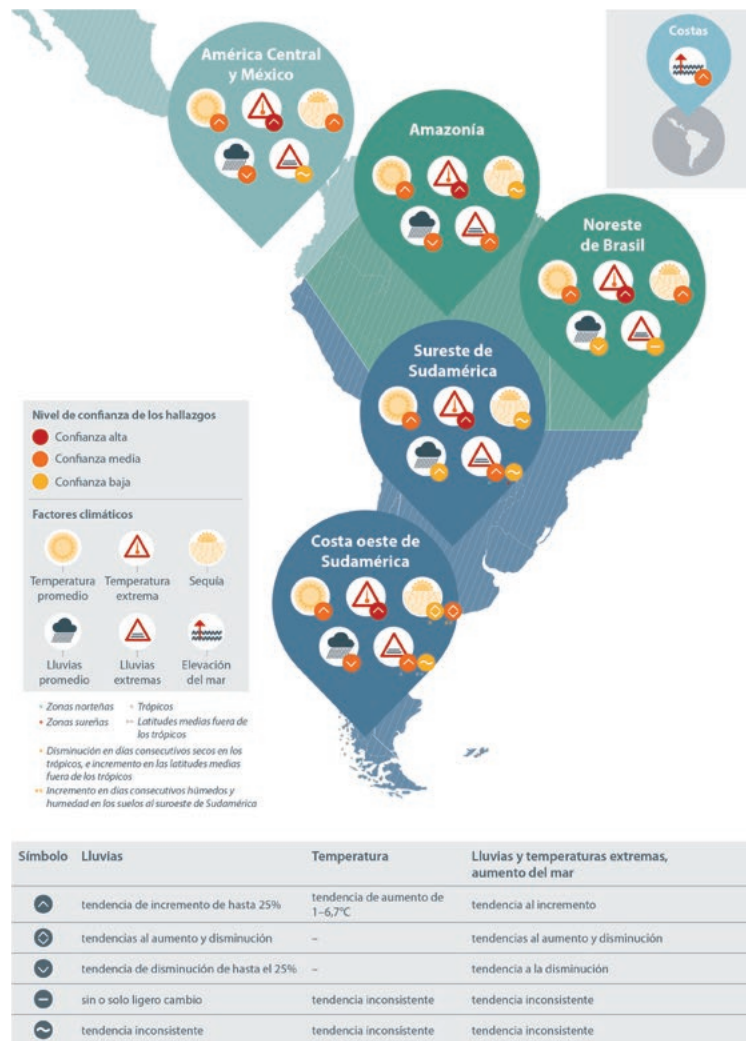 Costas
América Central
y México
Amazonía
Noreste
de Brasil
Sureste de
Sudamérica
Costa oeste de
Sudamérica
Nivel de confianza de los hallazgos
Confianza alta
Confianza media
Confianza baja
Factores climáticos
Temperatura promedio
Temperatura extrema
Sequía
Lluvias promedio
Lluvias extremas
Elevación del mar
* Zonas norteñas * Trópicos
* Zonas sureñas ** Latitudes medias fuera de
los trópicos
* Disminución en días consecutivos secos en los
trópicos, e incremento en las latitudes medias
fuera de los trópicos
** Incremento en días consecutivos húmedos y
humedad en los suelos al suroeste de Sudamérica
Símbolo Lluvias Temperatura Lluvias y temperaturas extremas,
aumento del mar
tendencia de incremento de hasta 25% tendencia de aumento de
1–6,7°C tendencia al incremento
tendencias al aumento y disminución – tendencias al aumento y disminución
tendencia de disminución de hasta el 25% – tendencia a la disminución
sin o solo ligero cambio tendencia inconsistente tendencia inconsistente
tendencia inconsistente tendencia inconsistente tendencia inconsistente